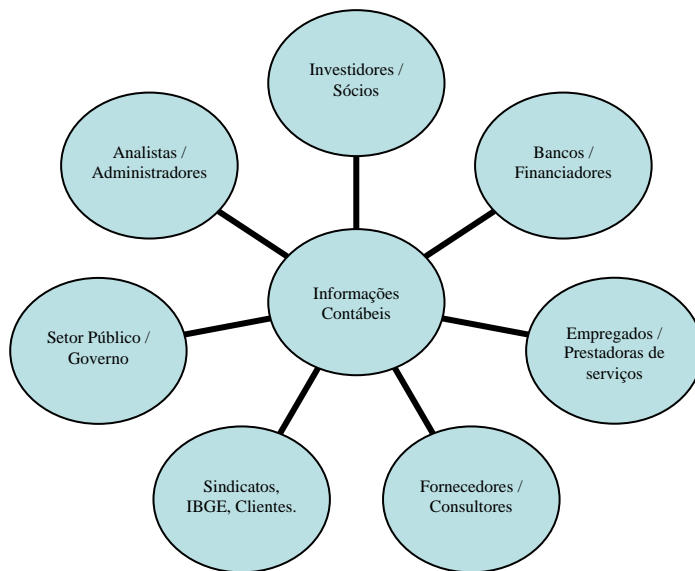 Investidores /
Sócios
Analistas /
Administradores
Bancos /
Financiadores
Informações
Contábeis
Setor Público /
Governo
Empregados /
Prestadoras de
serviços
Sindicatos,
IBGE, Clientes.
Fornecedores /
Consultores